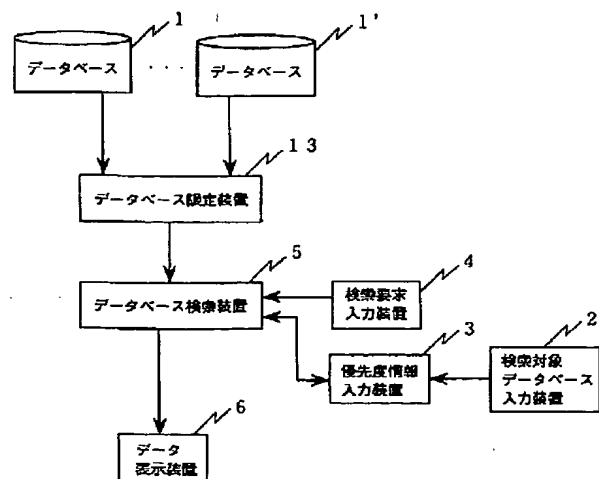 1
1'
データベース
・・・
データベース
13
データベース限定装置
5
データベース検索装置
4
検索要求
入力装置
3
優先度情報
入力装置
2
検索対象
データベース
入力装置
6
データ
表示装置